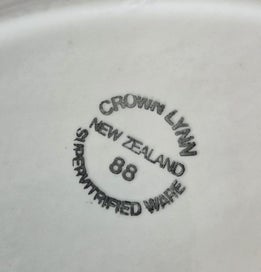 CROWN LYNN
NEW ZEALAND
88
SUPERVITRIFIED WARE